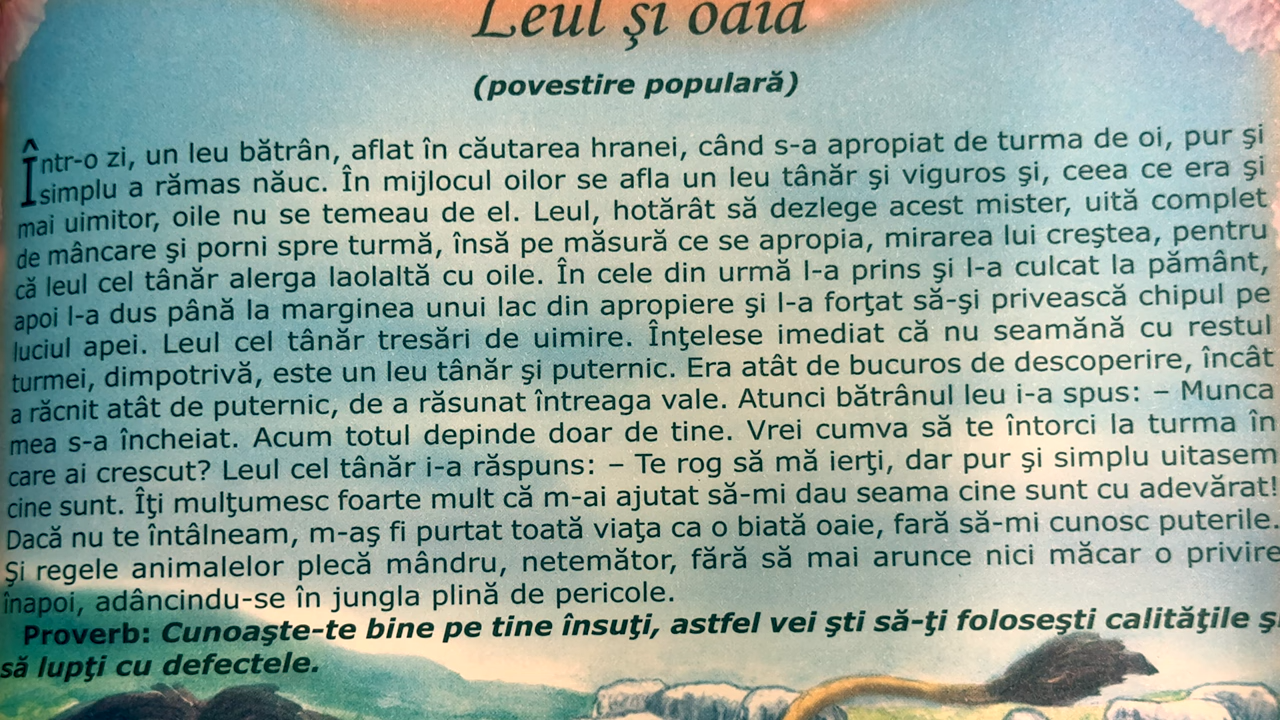 Leul şi oaia
(povestire populară)
Într-o zi, un leu bătrân, aflat în căutarea hranei, când s-a apropiat de turma de oi, pur şi
simplu a rămas năuc. În mijlocul oilor se afla un leu tânăr şi viguros şi, ceea ce era şi
mai uimitor, oile nu se temeau de el. Leul, hotărât să dezlege acest mister, uită complet
de mâncare şi porni spre turmă, însă pe măsură ce se apropia, mirarea lui creştea, pentru
că leul cel tânăr alerga laolaltă cu oile. În cele din urmă l-a prins şi l-a culcat la pământ,
apoi l-a dus până la marginea unui lac din apropiere şi l-a forţat să-şi privească chipul pe
luciul apei. Leul cel tânăr tresări de uimire. Înţelese imediat că nu seamănă cu restul
turmei, dimpotrivă, este un leu tânăr şi puternic. Era atât de bucuros de descoperire, încât
a răcnit atât de puternic, de a răsunat întreaga vale. Atunci bătrânul leu i-a spus: – Munca
mea s-a încheiat. Acum totul depinde doar de tine. Vrei cumva să te întorci la turma în
care ai crescut? Leul cel tânăr i-a răspuns: – Te rog să mă ierţi, dar pur şi simplu uitasem
cine sunt. Îţi mulţumesc foarte mult că m-ai ajutat să-mi dau seama cine sunt cu adevărat!
Dacă nu te întâlneam, m-aş fi purtat toată viaţa ca o biată oaie, fară să-mi cunosc puterile.
Şi regele animalelor plecă mândru, netemător, fără să mai arunce nici măcar o privire
înapoi, adâncindu-se în jungla plină de pericole.
Proverb: Cunoaşte-te bine pe tine însuţi, astfel vei şti să-ţi foloseşti calităţile şi
să lupţi cu defectele.